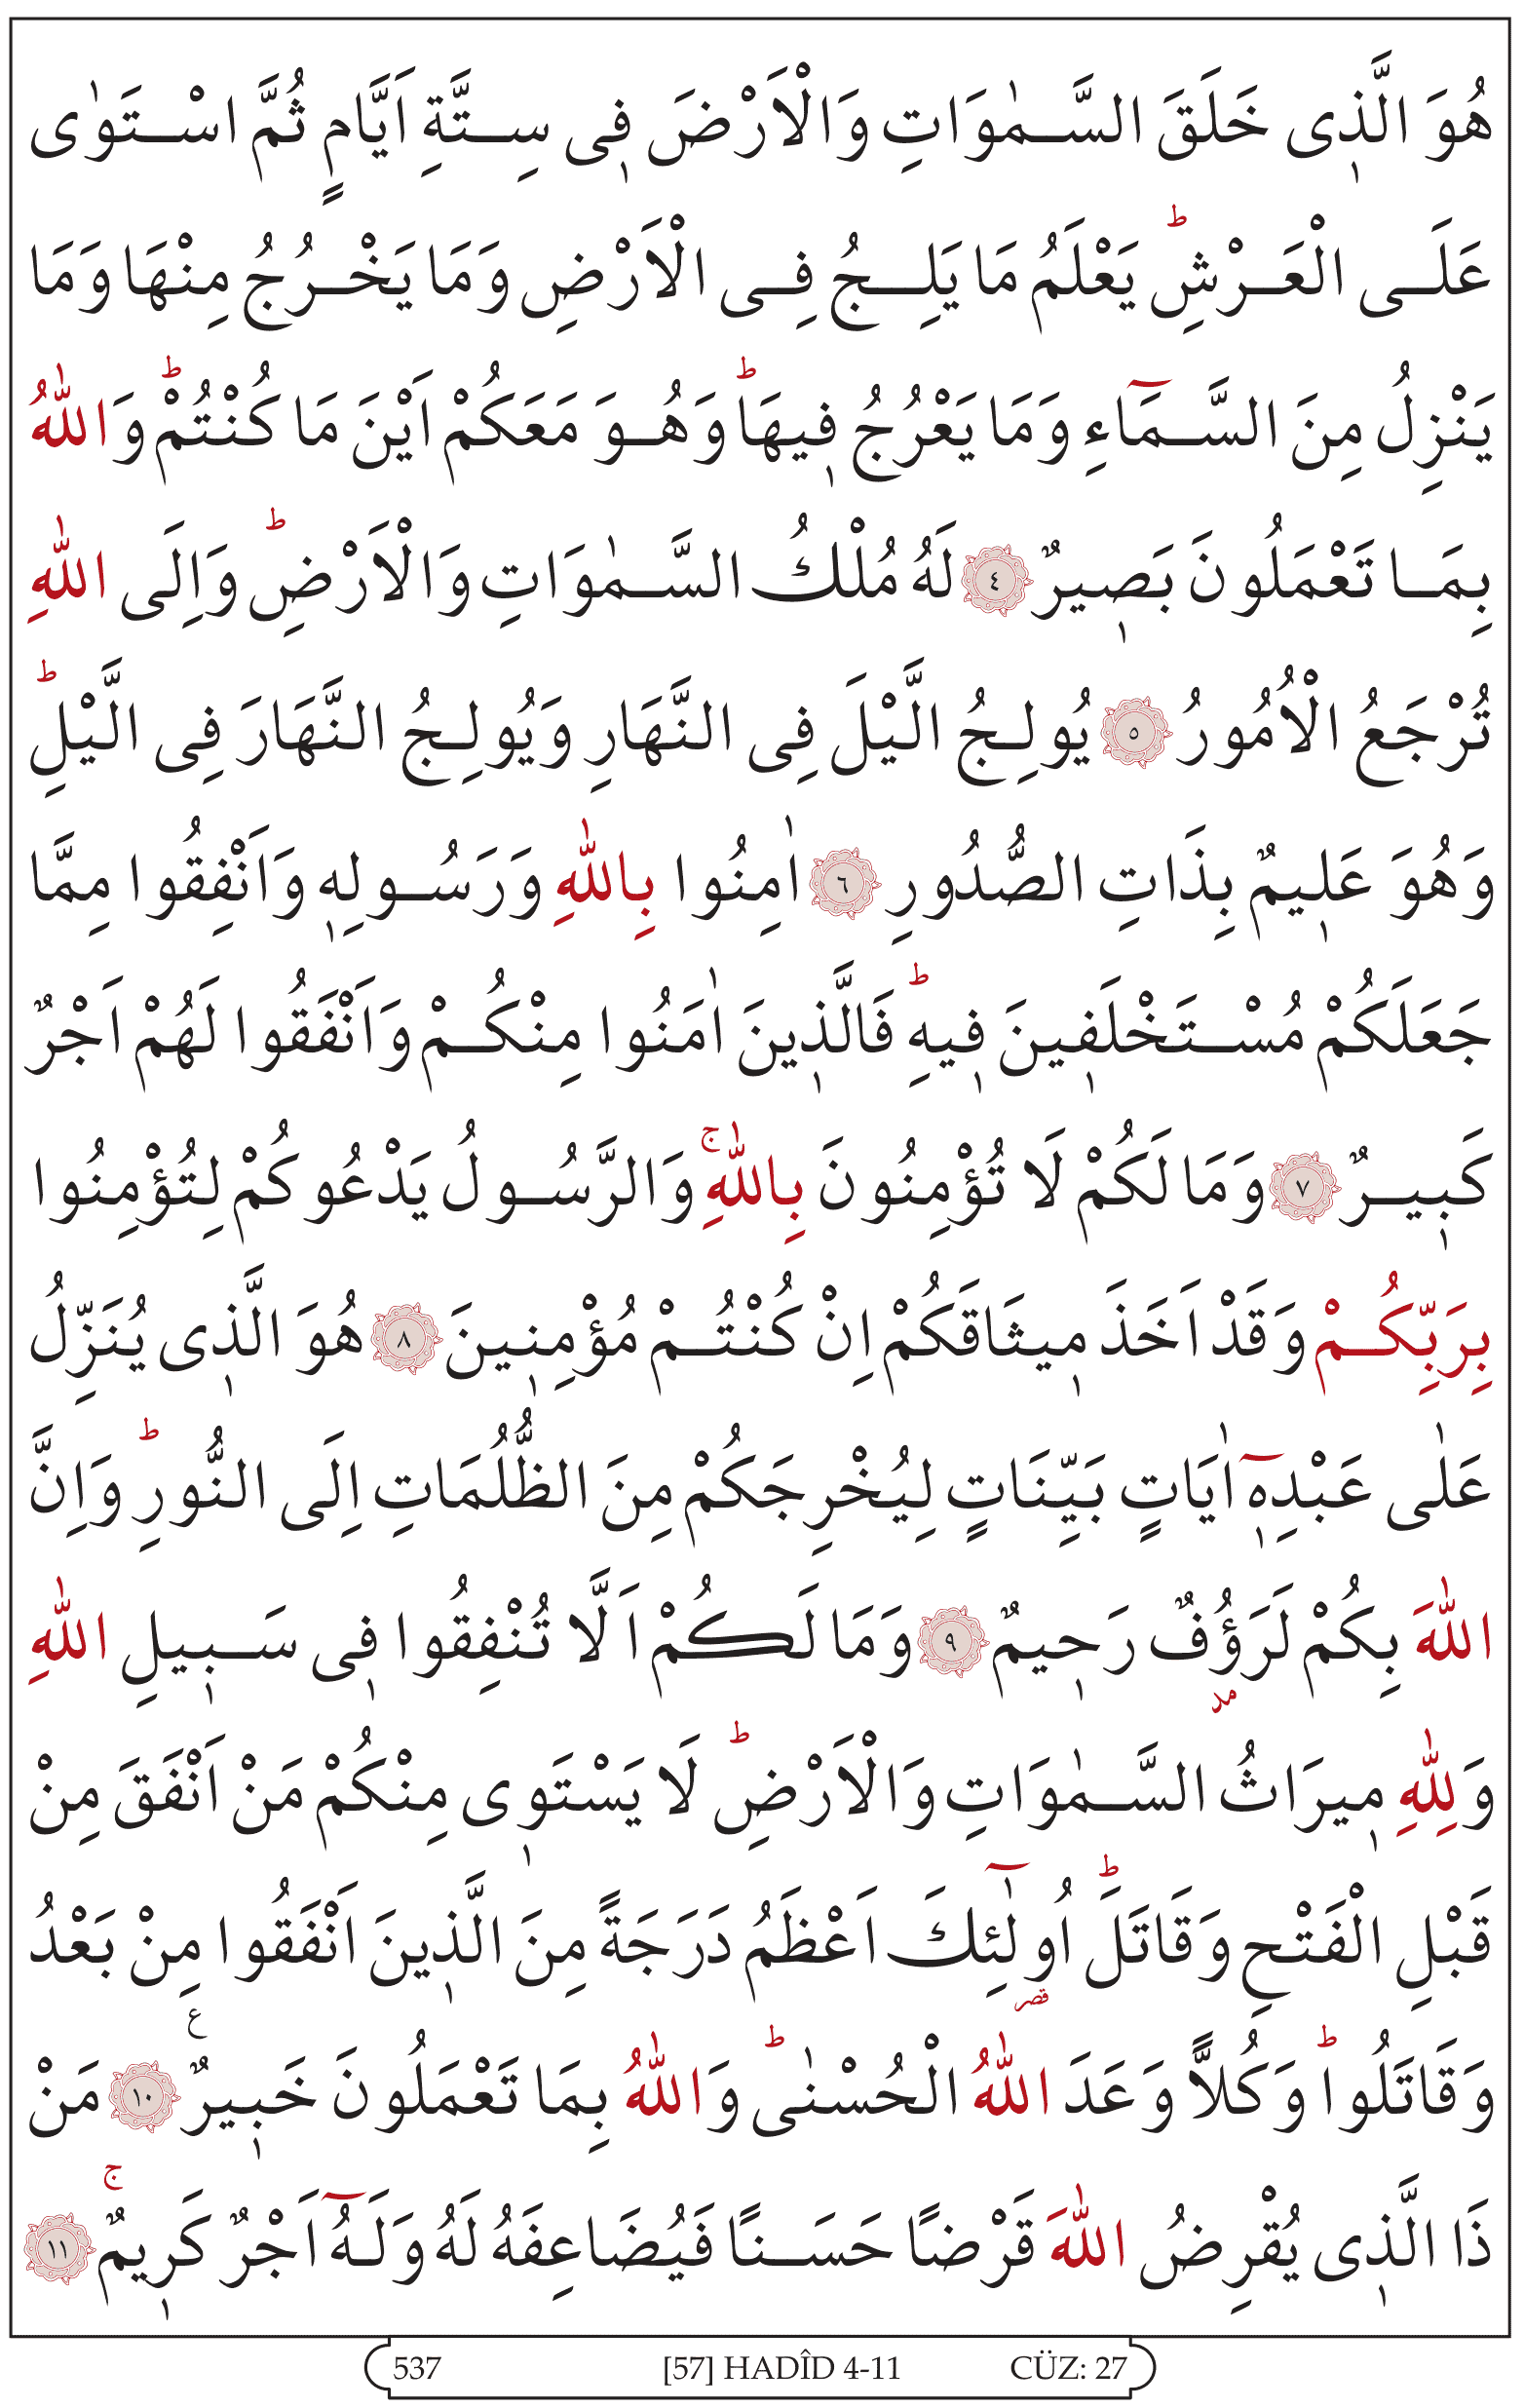 هُوَ الَّذ۪ى خَلَقَ السَّمٰوَاتِ وَالْاَرْضَ ف۪ى سِتَّةِ اَيَّامٍ ثُمَّ اسْتَوٰى
عَلَى الْعَرْشِۜ يَعْلَمُ مَا يَلِجُ فِى الْاَرْضِ وَمَا يَخْرُجُ مِنْهَا وَمَا
يَنْزِلُ مِنَ السَّمَٓاءِ وَمَا يَعْرُجُ ف۪يهَاۜ وَهُوَ مَعَكُمْ اَيْنَ مَا كُنْتُمْۜ وَاللّٰهُ
بِمَا تَعْمَلُونَ بَص۪يرٌ ﴿٤﴾ لَهُ مُلْكُ السَّمٰوَاتِ وَالْاَرْضِۜ وَاِلَى اللّٰهِ
تُرْجَعُ الْاُمُورُ ﴿٥﴾ يُولِجُ الَّيْلَ فِى النَّهَارِ وَيُولِجُ النَّهَارَ فِى الَّيْلِۜ
وَهُوَ عَل۪يمٌ بِذَاتِ الصُّدُورِ ﴿٦﴾ اٰمِنُوا بِاللّٰهِ وَرَسُولِه۪ وَاَنْفِقُوا مِمَّا
جَعَلَكُمْ مُسْتَخْلَف۪ينَ ف۪يهِۜ فَالَّذ۪ينَ اٰمَنُوا مِنْكُمْ وَاَنْفَقُوا لَهُمْ اَجْرٌ
كَب۪يرٌ ﴿٧﴾ وَمَا لَكُمْ لَا تُؤْمِنُونَ بِاللّٰهِۚ وَالرَّسُولُ يَدْعُوكُمْ لِتُؤْمِنُوا
بِرَبِّكُمْ وَقَدْ اَخَذَ م۪يثَاقَكُمْ اِنْ كُنْتُمْ مُؤْمِن۪ينَ ﴿٨﴾ هُوَ الَّذ۪ى يُنَزِّلُ
عَلٰى عَبْدِه۪ٓ اٰيَاتٍ بَيِّنَاتٍ لِيُخْرِجَكُمْ مِنَ الظُّلُمَاتِ اِلَى النُّورِۜ وَاِنَّ
اللّٰهَ بِكُمْ لَرَؤُفٌ رَح۪يمٌ ﴿٩﴾ وَمَا لَكُمْ اَلَّا تُنْفِقُوا ف۪ى سَب۪يلِ اللّٰهِ
مد
وَلِلّٰهِ م۪يرَاثُ السَّمٰوَاتِ وَالْاَرْضِۜ لَا يَسْتَو۪ى مِنْكُمْ مَنْ اَنْفَقَ مِنْ
قَبْلِ الْفَتْحِ وَقَاتَلَۜ اُو۬لٰٓئِكَ اَعْظَمُ دَرَجَةً مِنَ الَّذ۪ينَ اَنْفَقُوا مِنْ بَعْدُ
قصر ع
وَقَاتَلُواۜ وَكُلًّا وَعَدَ اللّٰهُ الْحُسْنٰىۜ وَاللّٰهُ بِمَا تَعْمَلُونَ خَب۪يرٌ ﴿١٠﴾ مَنْ
ذَا الَّذ۪ى يُقْرِضُ اللّٰهَ قَرْضًا حَسَنًا فَيُضَاعِفَهُ لَهُ وَلَهُٓ اَجْرٌ كَر۪يمٌۚ ﴿١١﴾
537 [57] HADÎD 4-11 CÜZ: 27